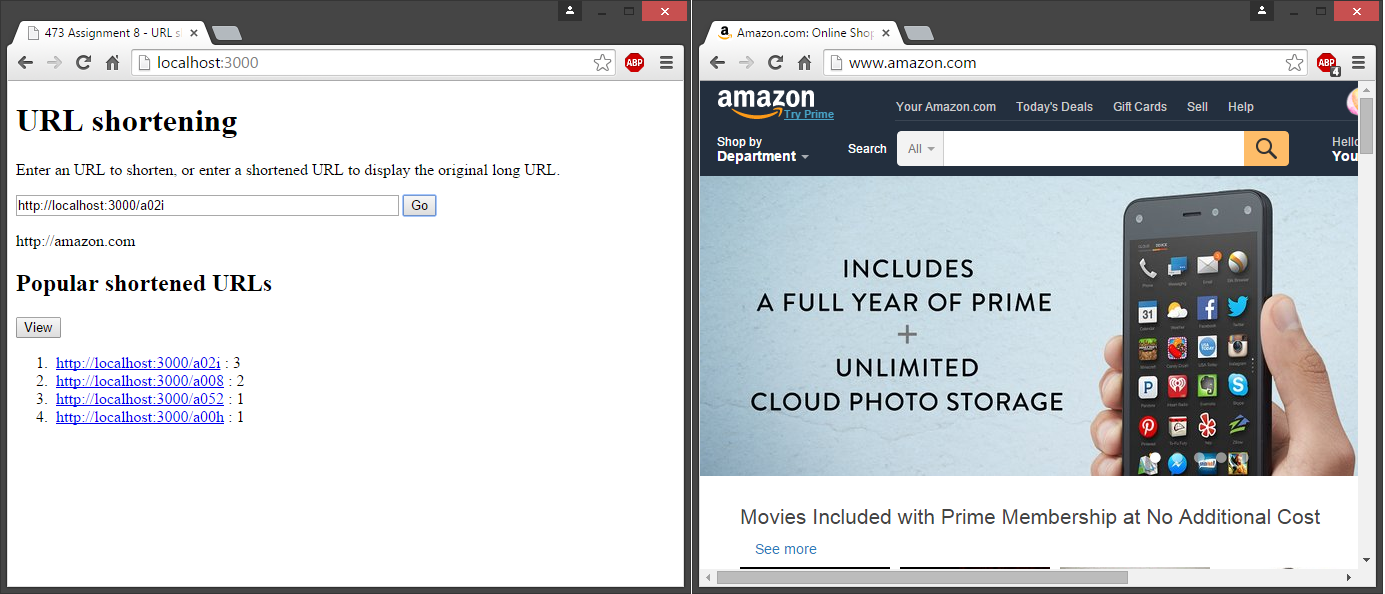 473 Assignment 8 - URL s
localhost:3000
ABP
URL shortening
Enter an URL to shorten, or enter a shortened URL to display the original long URL.
http://localhost:3000/a02i
Go
http://amazon.com
Popular shortened URLs
View
1. http://localhost:3000/a02i : 3
2. http://localhost:3000/a008 : 2
3. http://localhost:3000/a052 : 1
4. http://localhost:3000/a00h : 1
Amazon.com: Online Shop
www.amazon.com
ABP
4
amazon
Try Prime
Your Amazon.com Today's Deals Gift Cards Sell Help
Shop by
Department
Search
All
Hello
You
INCLUDES
A FULL YEAR OF PRIME
+
UNLIMITED
CLOUD PHOTO STORAGE
31
Movies Included with Prime Membership at No Additional Cost
See more